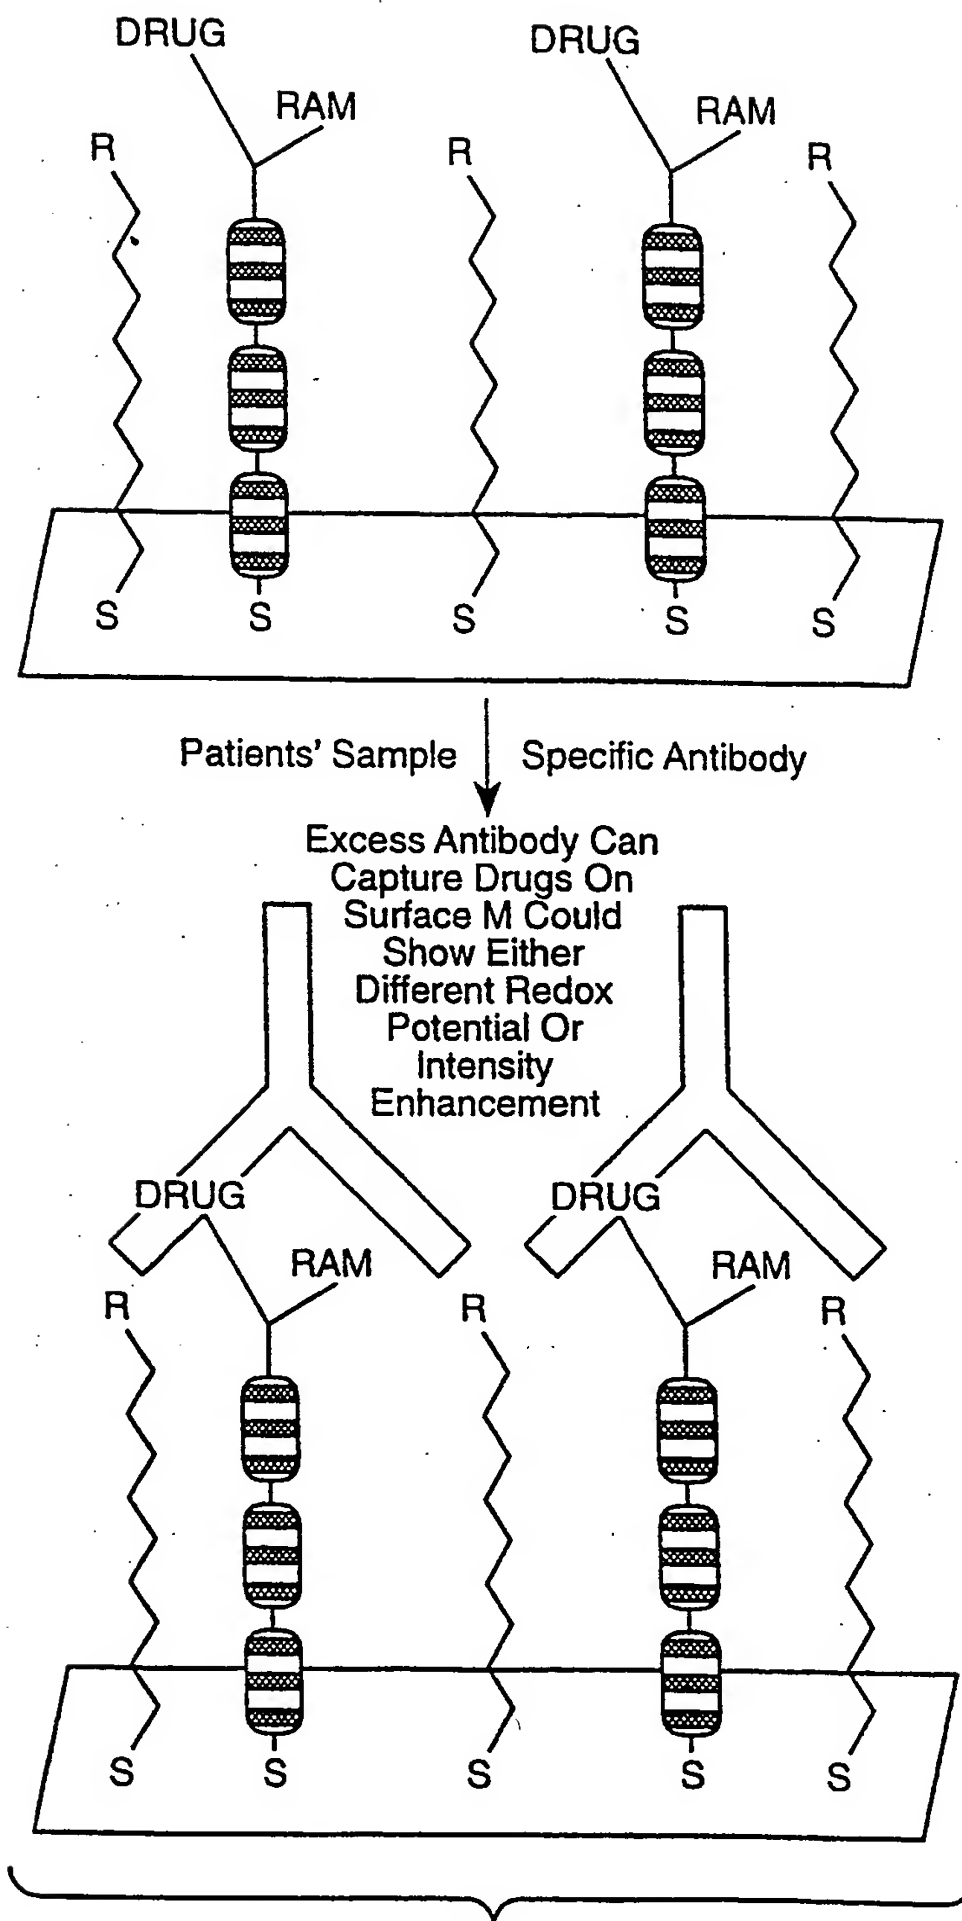 DRUG
DRUG
RAM
RAM
R
R
R
S
S
S
S
S
Patients' Sample
Specific Antibody
Excess Antibody Can
Capture Drugs On
Surface M Could
Show Either
Different Redox
Potential Or
Intensity
Enhancement
DRUG
DRUG
RAM
RAM
R
R
R
S
S
S
S
S